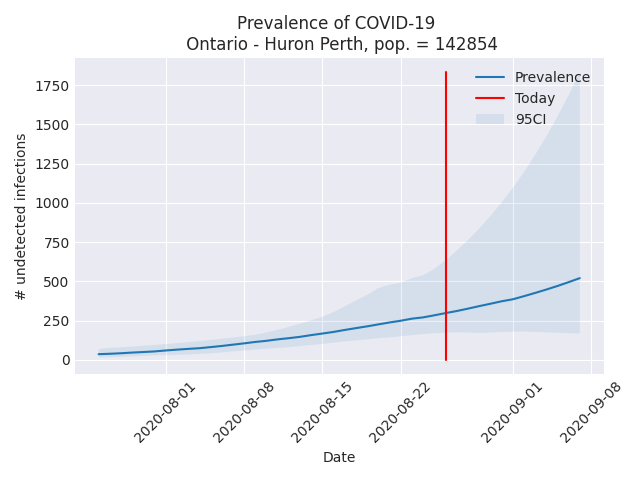 Prevalence of COVID-19
Ontario - Huron Perth, pop. = 142854
Prevalence
Today
95CI
# undetected infections
1750
1500
1250
1000
750
500
250
0
2020-08-01
2020-08-08
2020-08-15
2020-08-22
2020-09-01
2020-09-08
Date